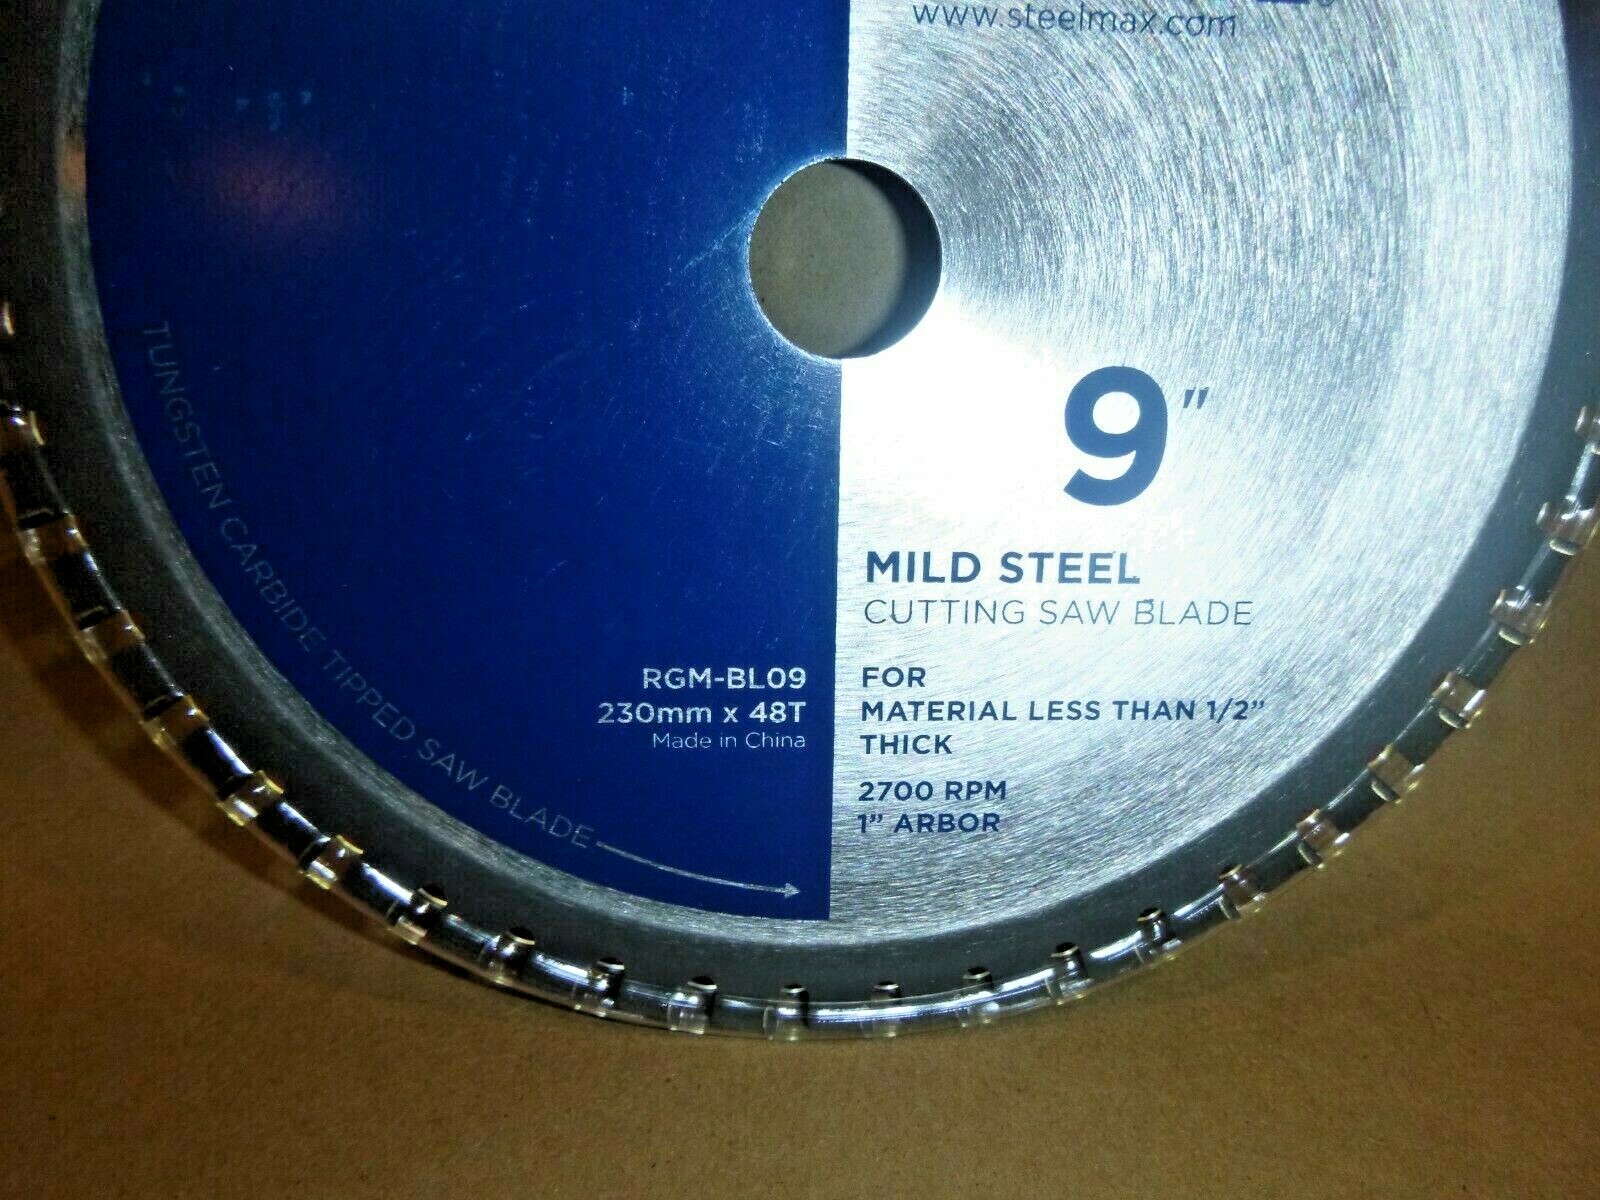 www.steelmax.com
9"
MILD STEEL
CUTTING SAW BLADE
FOR
MATERIAL LESS THAN 1/2"
THICK
2700 RPM
1" ARBOR
RGM-BL09
230mm x 48T
Made in China
TUNGSTEN CARBIDE TIPPED SAW BLADE